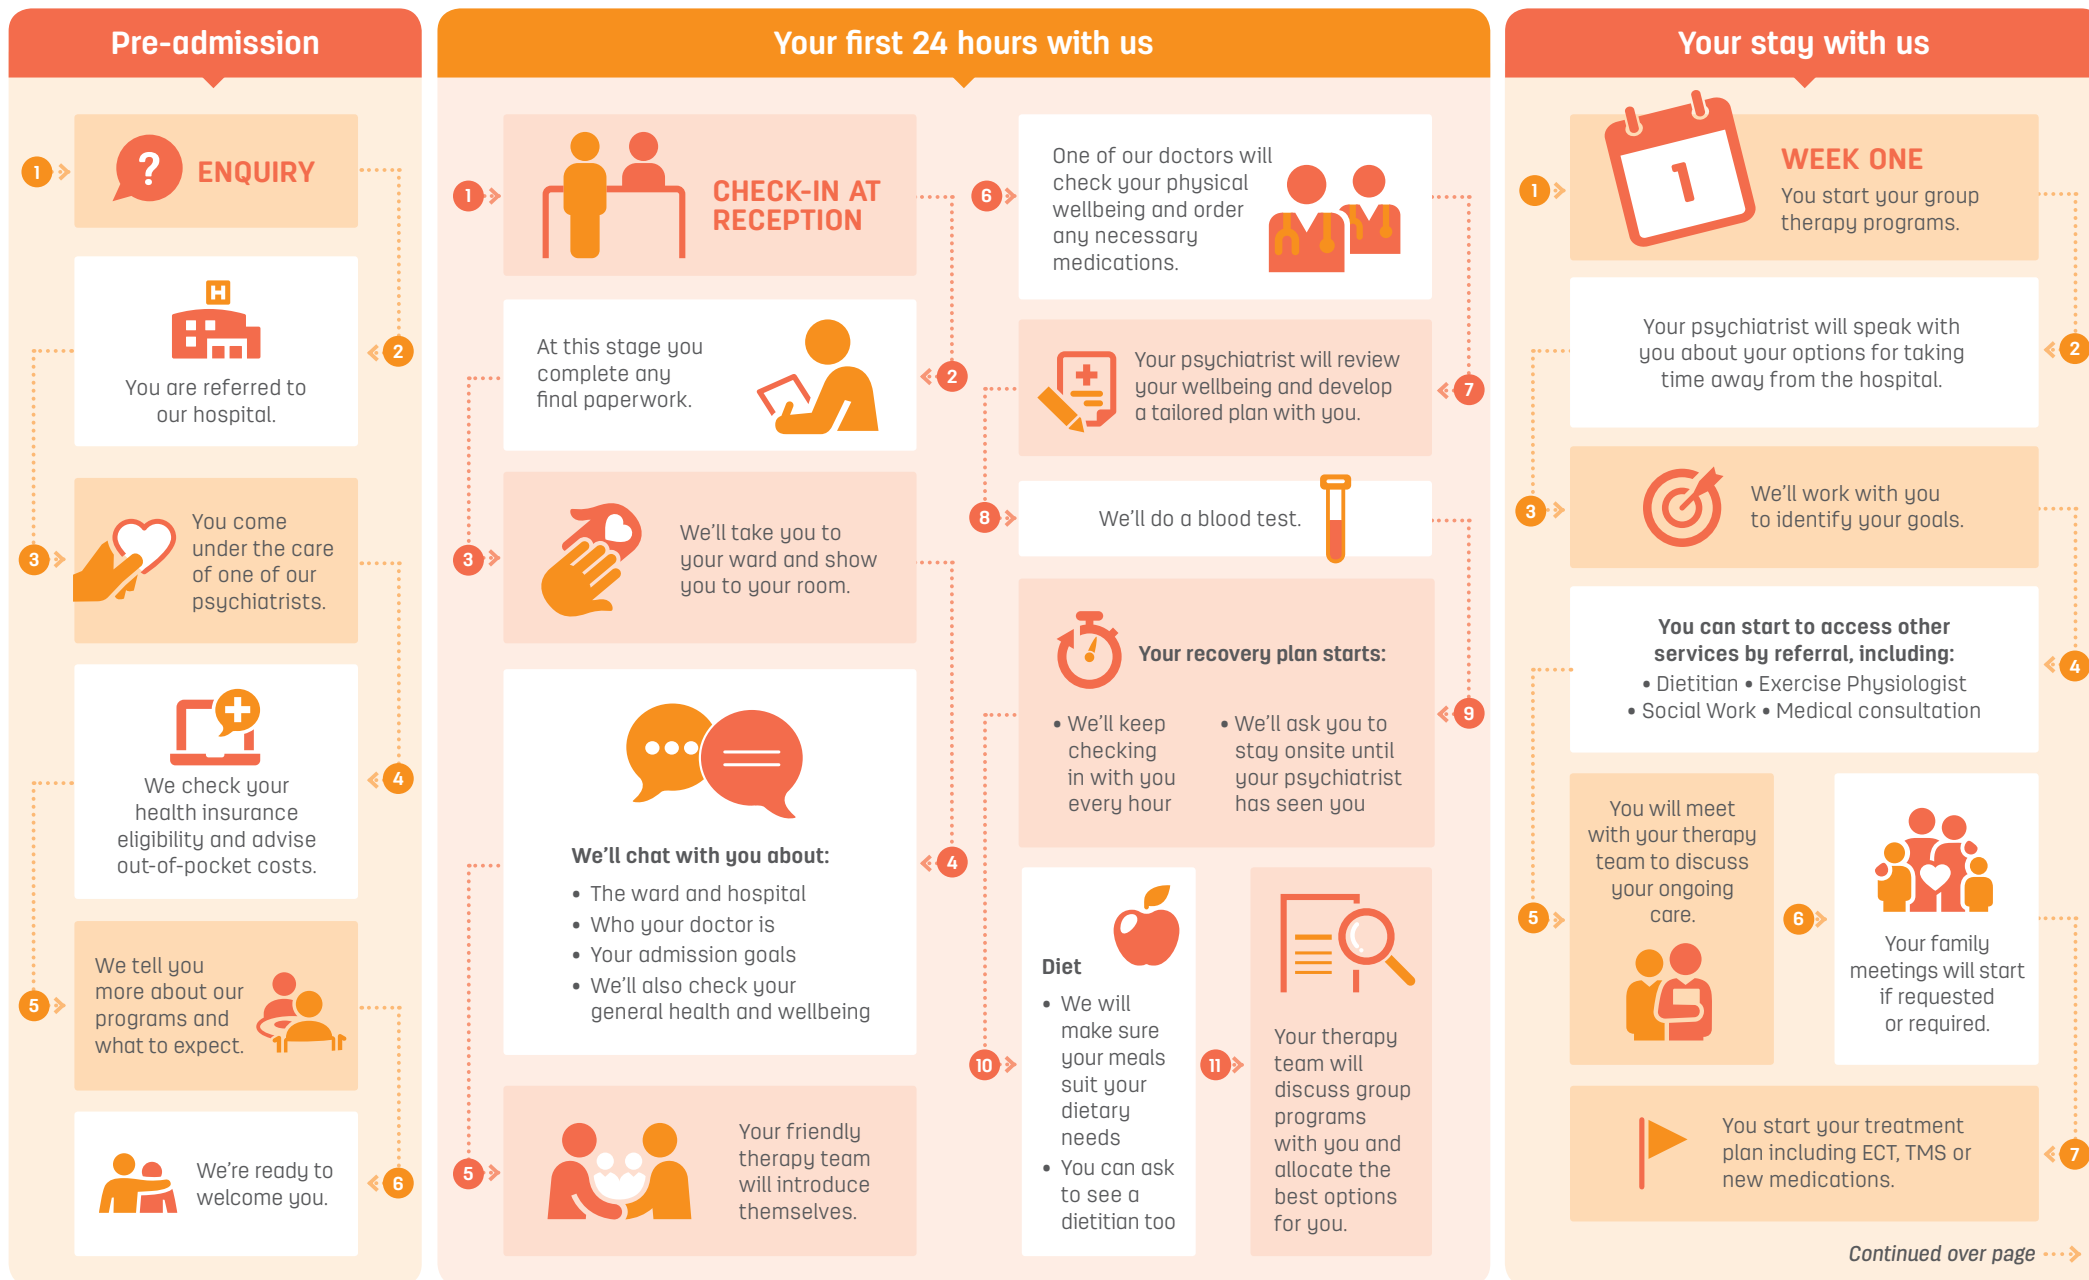 Pre-admission
1
?
ENQUIRY
H
You are referred to
our hospital.
2
3
You come
under the care
of one of our
psychiatrists.
We check your
health insurance
eligibility and advise
out-of-pocket costs.
4
5
We tell you
more about our
programs and
what to expect.
We're ready to
welcome you.
6
Your first 24 hours with us
1
CHECK-IN AT
RECEPTION
At this stage you
complete any
final paperwork.
2
3
We'll take you to
your ward and show
you to your room.
We'll chat with you about:
• The ward and hospital
• Who your doctor is
• Your admission goals
• We'll also check your
general health and wellbeing
4
5
Your friendly
therapy team
will introduce
themselves.
6
One of our doctors will
check your physical
wellbeing and order
any necessary
medications.
Your psychiatrist will review
your wellbeing and develop
a tailored plan with you.
7
8
We'll do a blood test.
Your recovery plan starts:
• We'll keep
checking
in with you
every hour
• We'll ask you to
stay onsite until
your psychiatrist
has seen you
9
10
Diet
• We will
make sure
your meals
suit your
dietary
needs
• You can ask
to see a
dietitian too
11
Your therapy
team will
discuss group
programs
with you and
allocate the
best options
for you.
Your stay with us
1
1
WEEK ONE
You start your group
therapy programs.
Your psychiatrist will speak with
you about your options for taking
time away from the hospital.
2
3
We'll work with you
to identify your goals.
You can start to access other
services by referral, including:
• Dietitian • Exercise Physiologist
• Social Work • Medical consultation
4
5
You will meet
with your therapy
team to discuss
your ongoing
care.
6
Your family
meetings will start
if requested
or required.
You start your treatment
plan including ECT, TMS or
new medications.
7
Continued over page